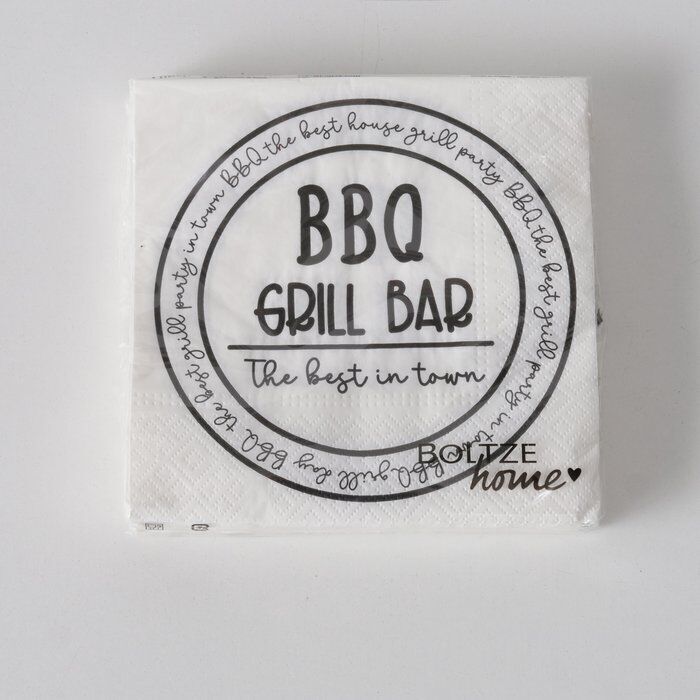 BBQ the best house grill party BBQ the best grill party in town BBQ grill day BBQ the best grill party in town
BBQ
GRILL BAR
The best in town
BOLTZE
home